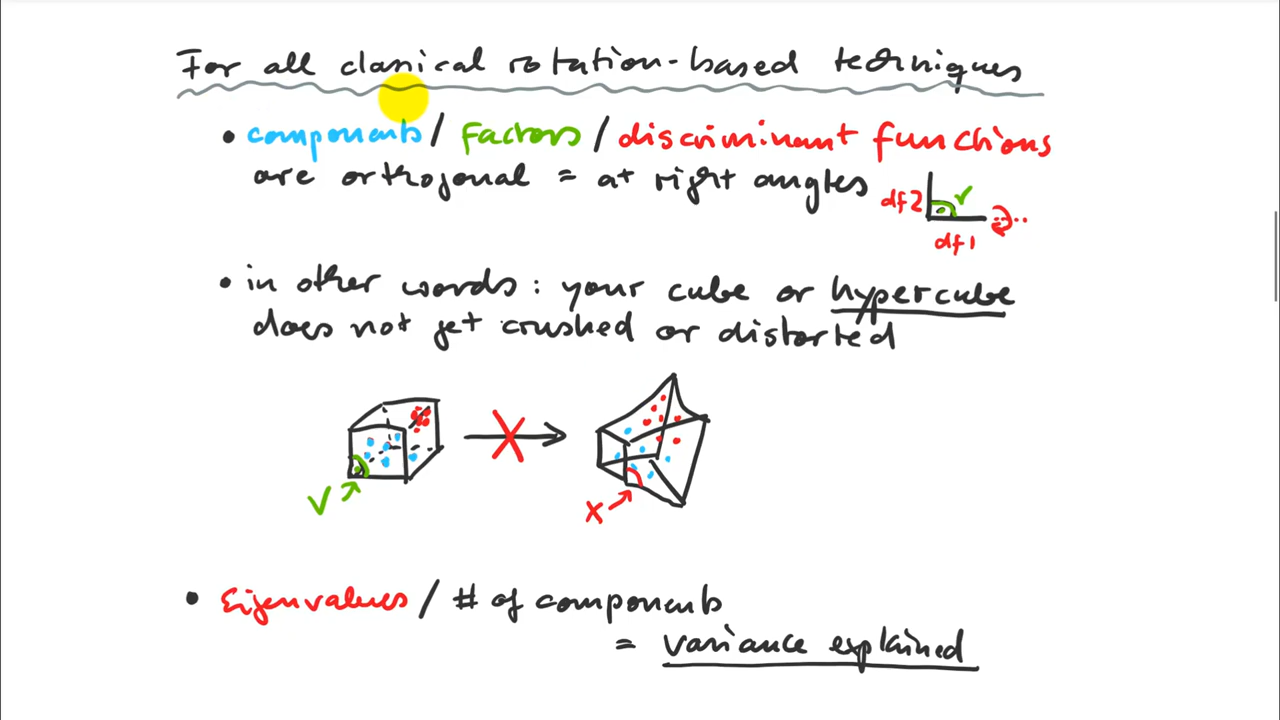 For all classical rotation-based techniques
• components / factors / discriminant functions
are orthogonal = at right angles
df2 ✓
df1
• in other words: your cube or hypercube
does not get crushed or distorted
✓
X
• Eigenvalues / # of components
= variance explained